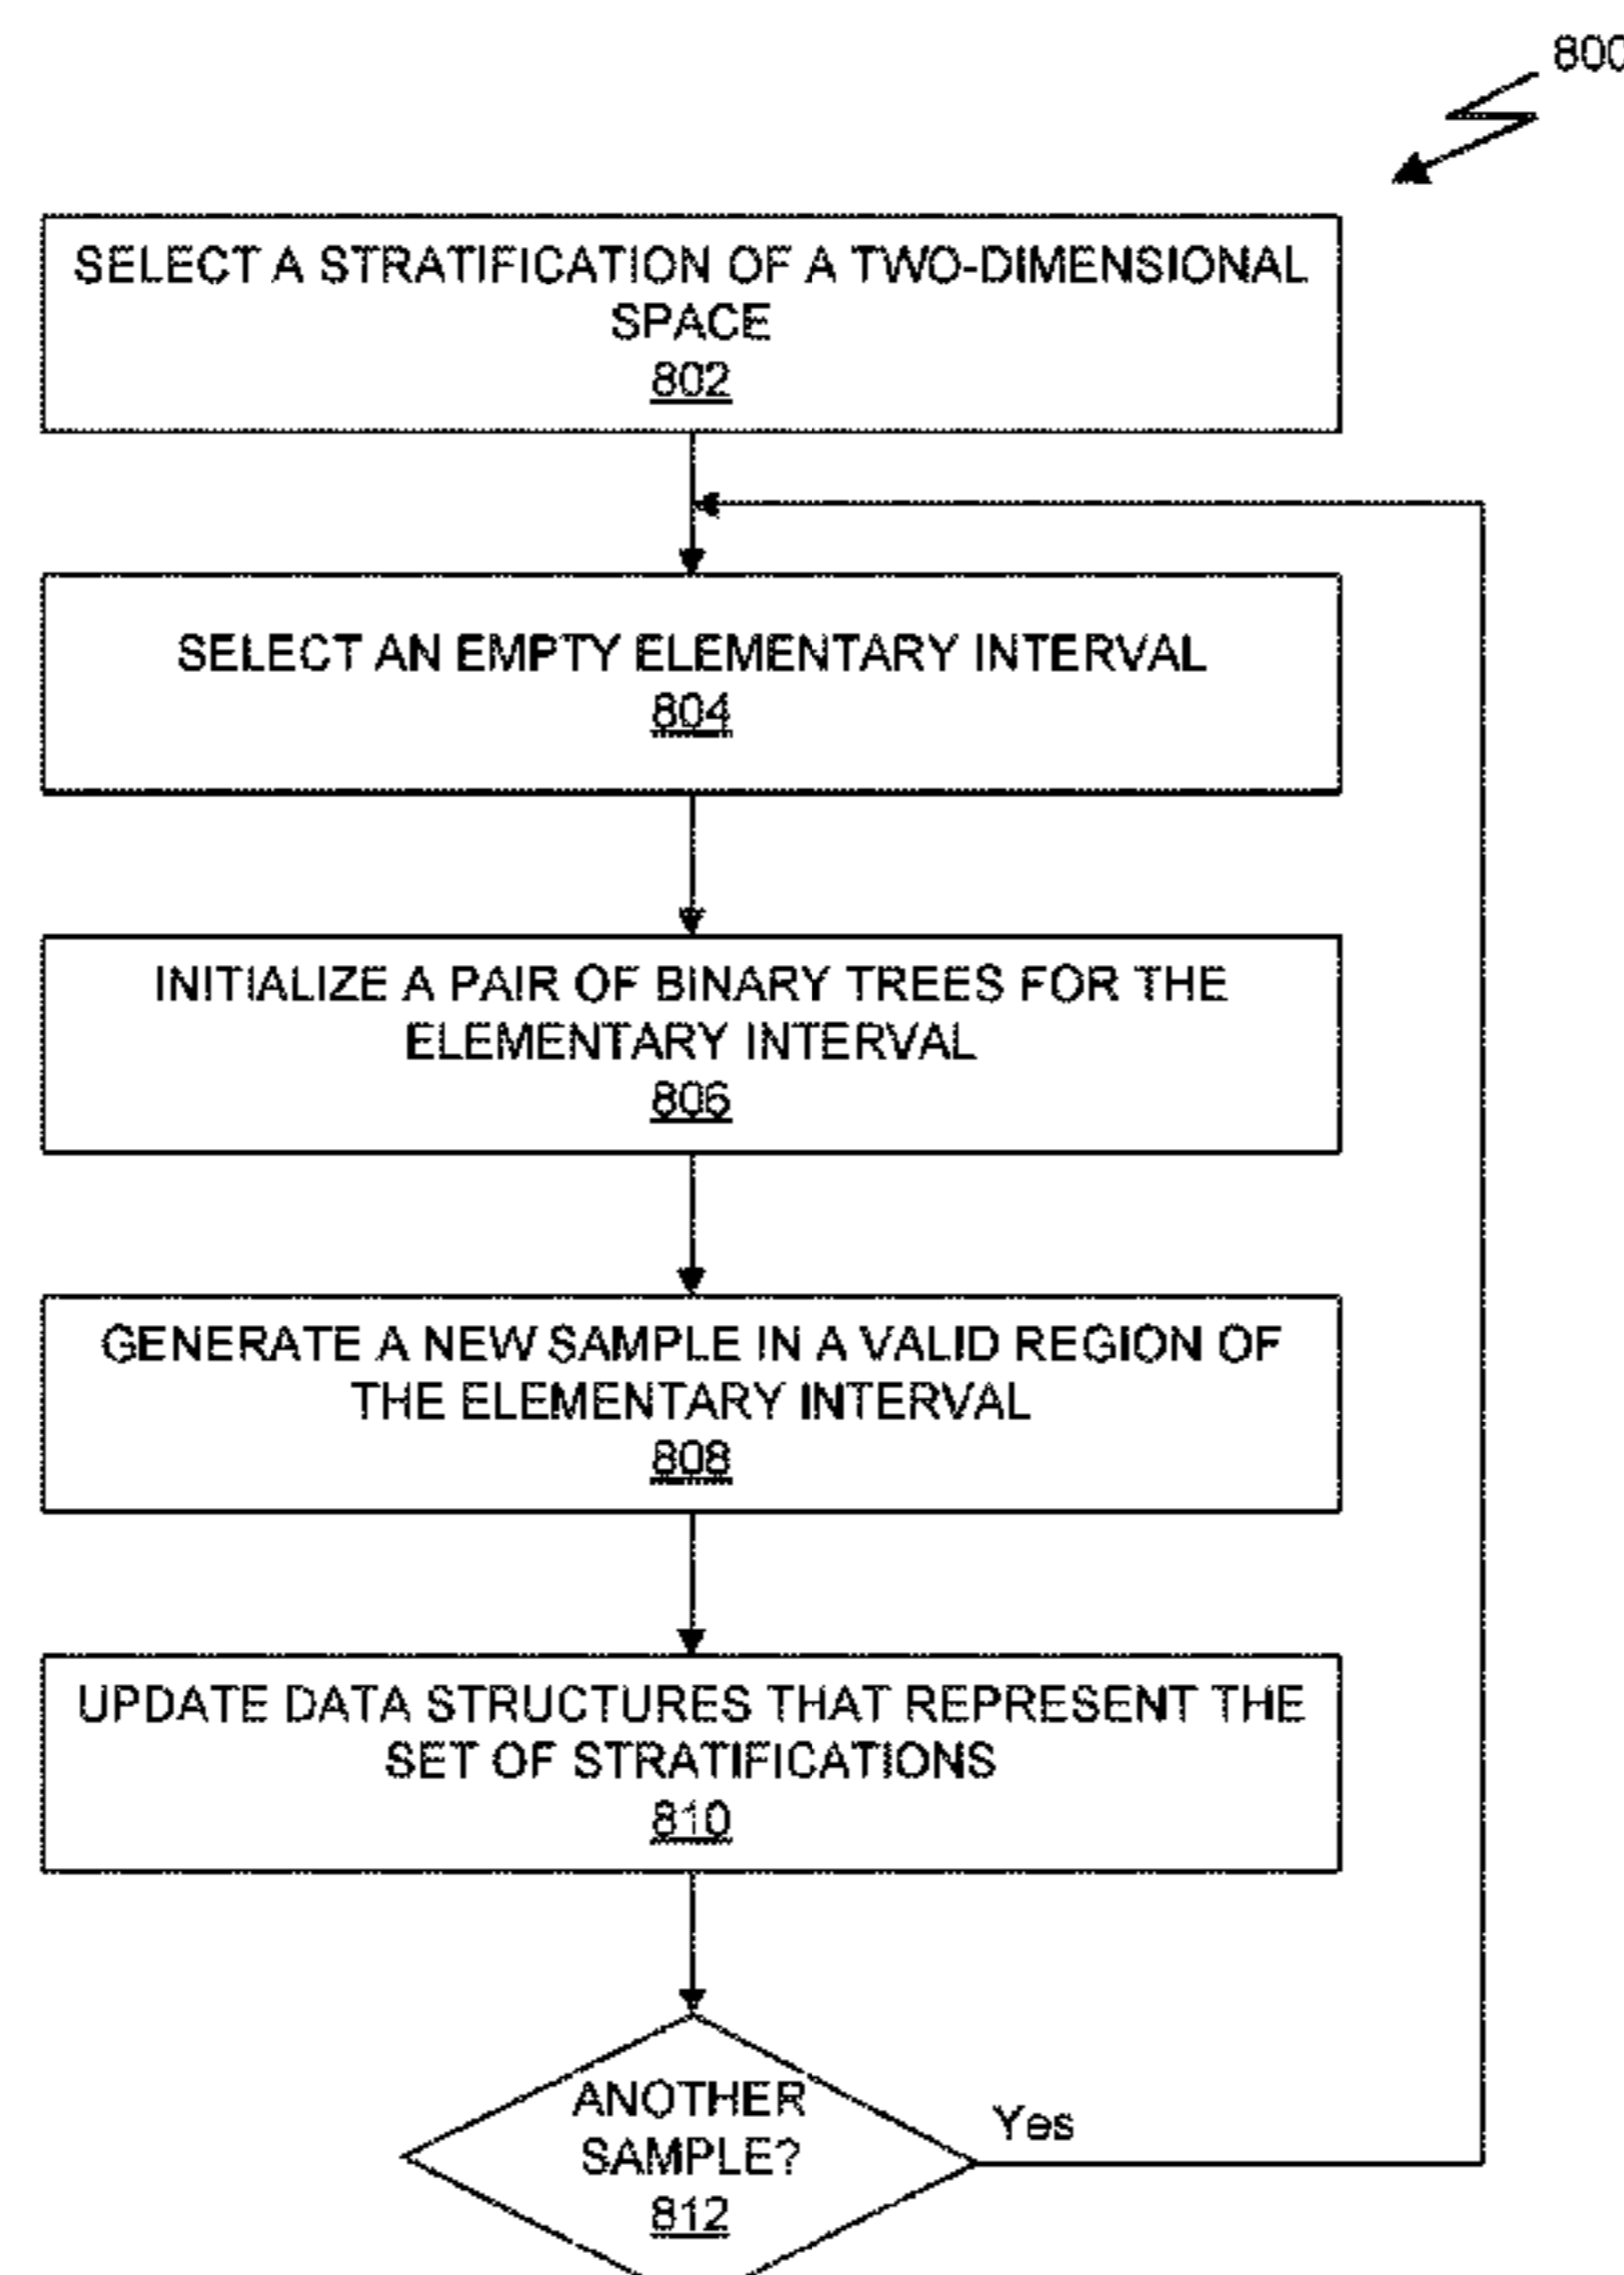 800
SELECT A STRATIFICATION OF A TWO-DIMENSIONAL
SPACE
802
SELECT AN EMPTY ELEMENTARY INTERVAL
804
INITIALIZE A PAIR OF BINARY TREES FOR THE
ELEMENTARY INTERVAL
806
GENERATE A NEW SAMPLE IN A VALID REGION OF
THE ELEMENTARY INTERVAL
808
UPDATE DATA STRUCTURES THAT REPRESENT THE
SET OF STRATIFICATIONS
810
ANOTHER
SAMPLE?
812
Yes